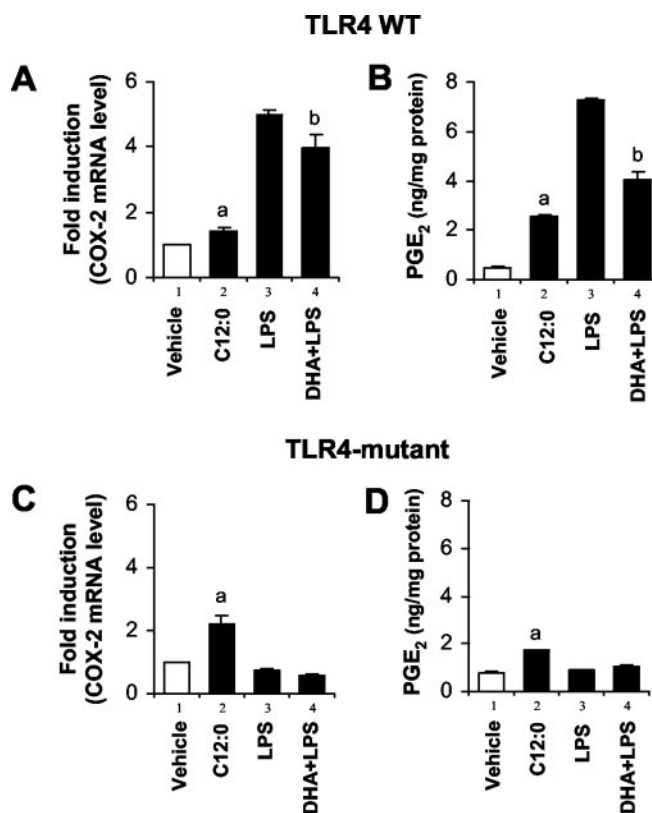 TLR4 WT
A
Fold induction
(COX-2 mRNA level)
6
4
2
0
a
b
1
2
3
4
Vehicle
C12:0
LPS
DHA+LPS
B
PGE₂ (ng/mg protein)
8
6
4
2
0
a
b
1
2
3
4
Vehicle
C12:0
LPS
DHA+LPS
TLR4-mutant
C
Fold induction
(COX-2 mRNA level)
6
4
2
0
a
1
2
3
4
Vehicle
C12:0
LPS
DHA+LPS
D
PGE₂ (ng/mg protein)
8
6
4
2
0
a
1
2
3
4
Vehicle
C12:0
LPS
DHA+LPS